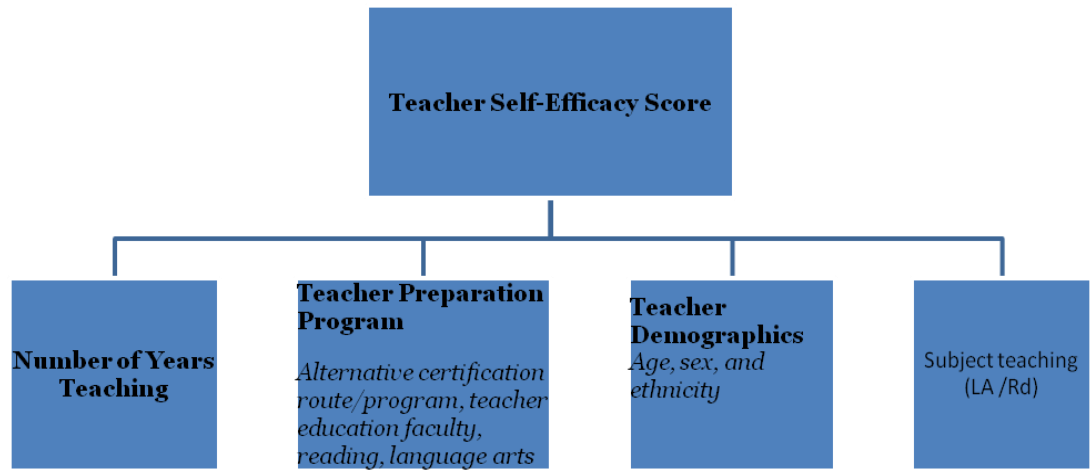 Teacher Self-Efficacy Score
Number of Years
Teaching
Teacher Preparation
Program
Alternative certification
route/program, teacher
education faculty,
reading, language arts
Teacher
Demographics
Age, sex, and
ethnicity
Subject teaching
(LA /Rd)